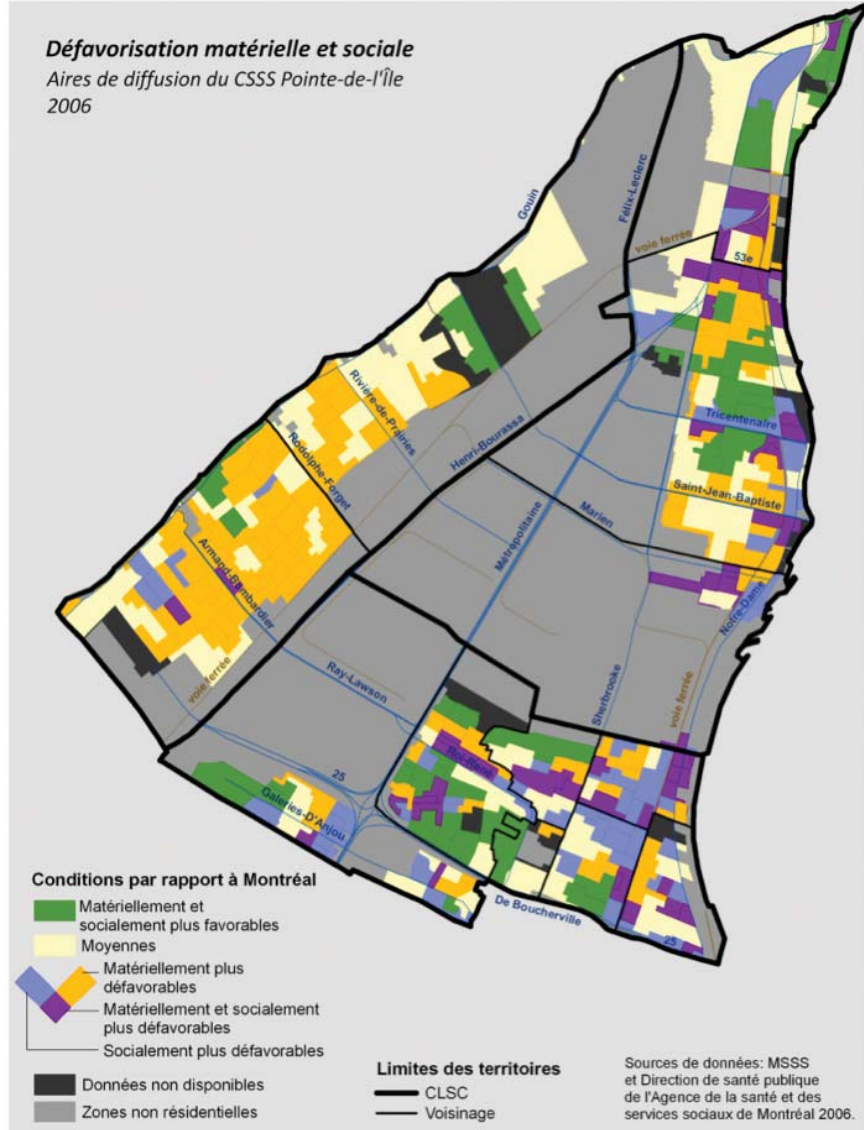 Défavorisation matérielle et sociale
Aires de diffusion du CSSS Pointe-de-l'Île
2006
Gouin
Félix-Leclerc
voie ferrée
53e
Rivière-de-Prairies
Henri-Bourassa
Tricentenaire
Rodolphe-Forget
Saint-Jean-Baptiste
Marien
Métropolitaine
Armand-Bombardier
Notre-Dame
voie ferrée
Ray-Lawson
Sherbrooke
voie ferrée
Roi-René
25
Galeries-D'Anjou
De Boucherville
25
Conditions par rapport à Montréal
Matériellement et
socialement plus favorables
Moyennes
Matériellement plus
défavorables
Matériellement et socialement
plus défavorables
Socialement plus défavorables
Données non disponibles
Zones non résidentielles
Limites des territoires
CLSC
Voisinage
Sources de données: MSSS
et Direction de santé publique
de l'Agence de la santé et des
services sociaux de Montréal 2006.